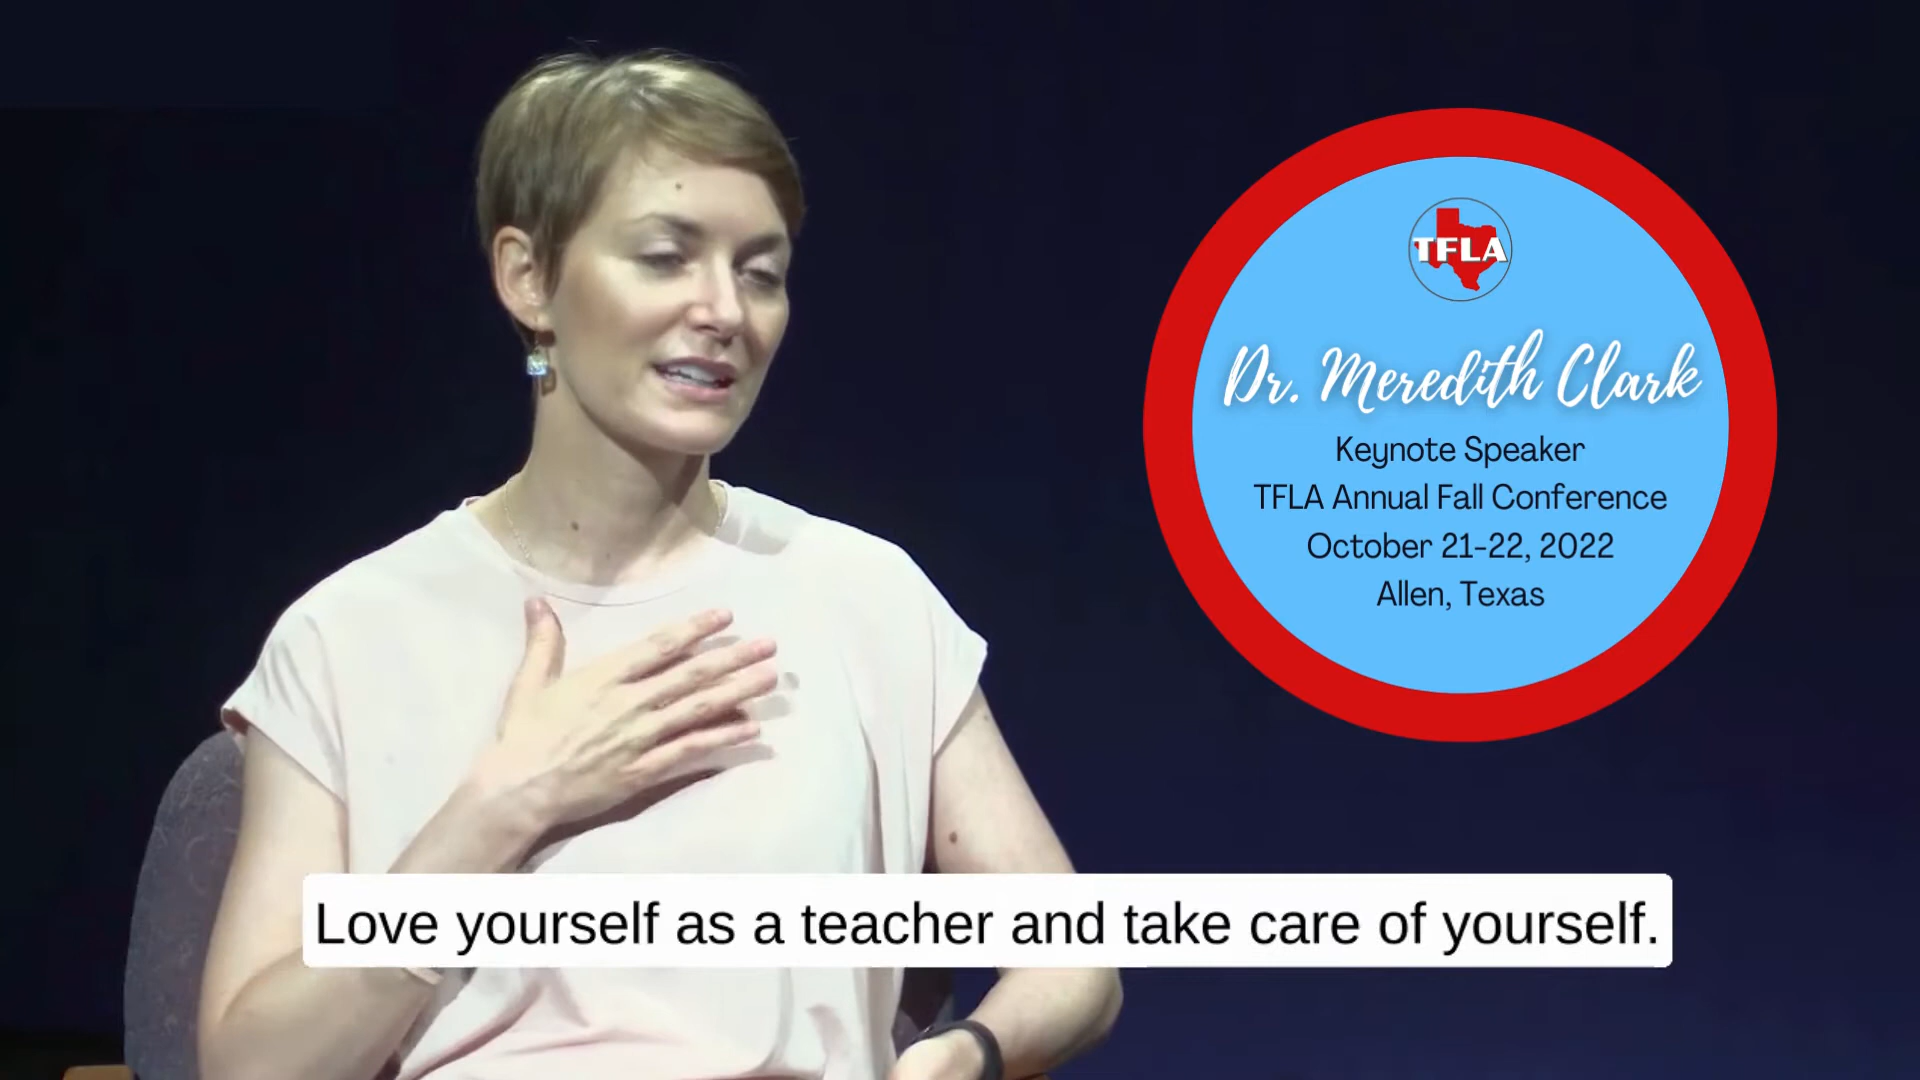 TFLA
Dr. Meredith Clark
Keynote Speaker
TFLA Annual Fall Conference
October 21-22, 2022
Allen, Texas
Love yourself as a teacher and take care of yourself.